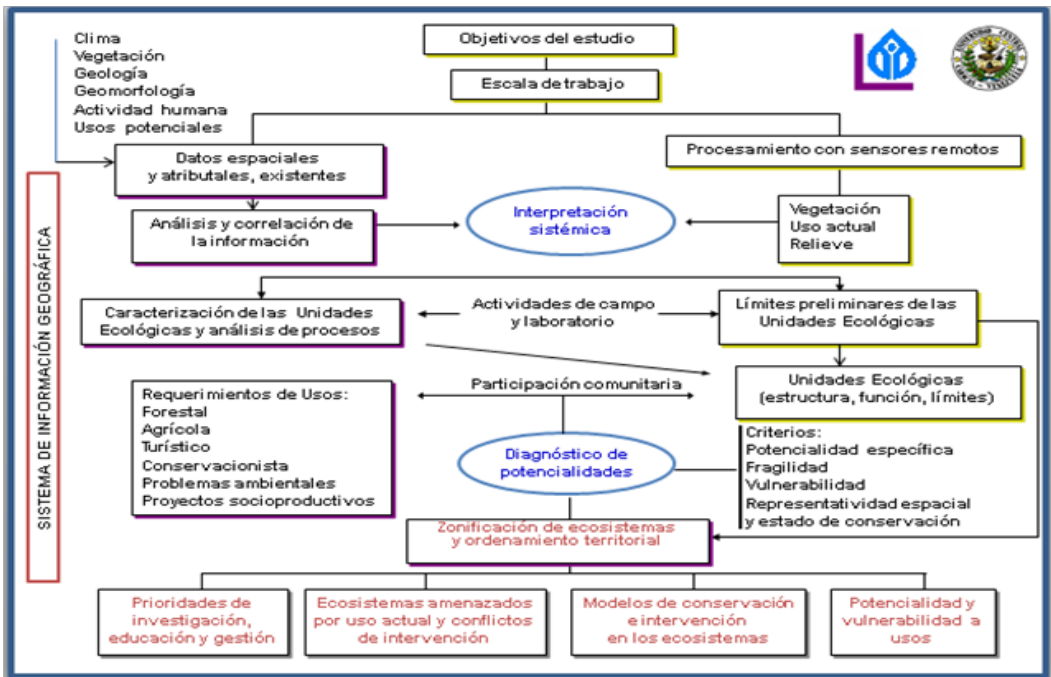 Clima
Vegetación
Geología
Geomorfología
Actividad humana
Usos potenciales
Objetivos del estudio
Escala de trabajo
Datos espaciales
y atributales, existentes
Procesamiento con sensores remotos
Análisis y correlación de
la información
Interpretación
sistémica
Vegetación
Uso actual
Relieve
SISTEMA DE INFORMACIÓN GEOGRÁFICA
Caracterización de las Unidades
Ecológicas y análisis de procesos
Actividades de campo
y laboratorio
Límites preliminares de las
Unidades Ecológicas
Requerimientos de Usos:
Forestal
Agrícola
Turístico
Conservacionista
Problemas ambientales
Proyectos socioproductivos
Participación comunitaria
Unidades Ecológicas
(estructura, función, límites)
Diagnóstico de
potencialidades
Criterios:
Potencialidad específica
Fragilidad
Vulnerabilidad
Representatividad espacial
y estado de conservación
Zonificación de ecosistemas
y ordenamiento territorial
Prioridades de
investigación,
educación y gestión
Ecosistemas amenazados
por uso actual y conflictos
de intervención
Modelos de conservación
e intervención
en los ecosistemas
Potencialidad y
vulnerabilidad a
usos